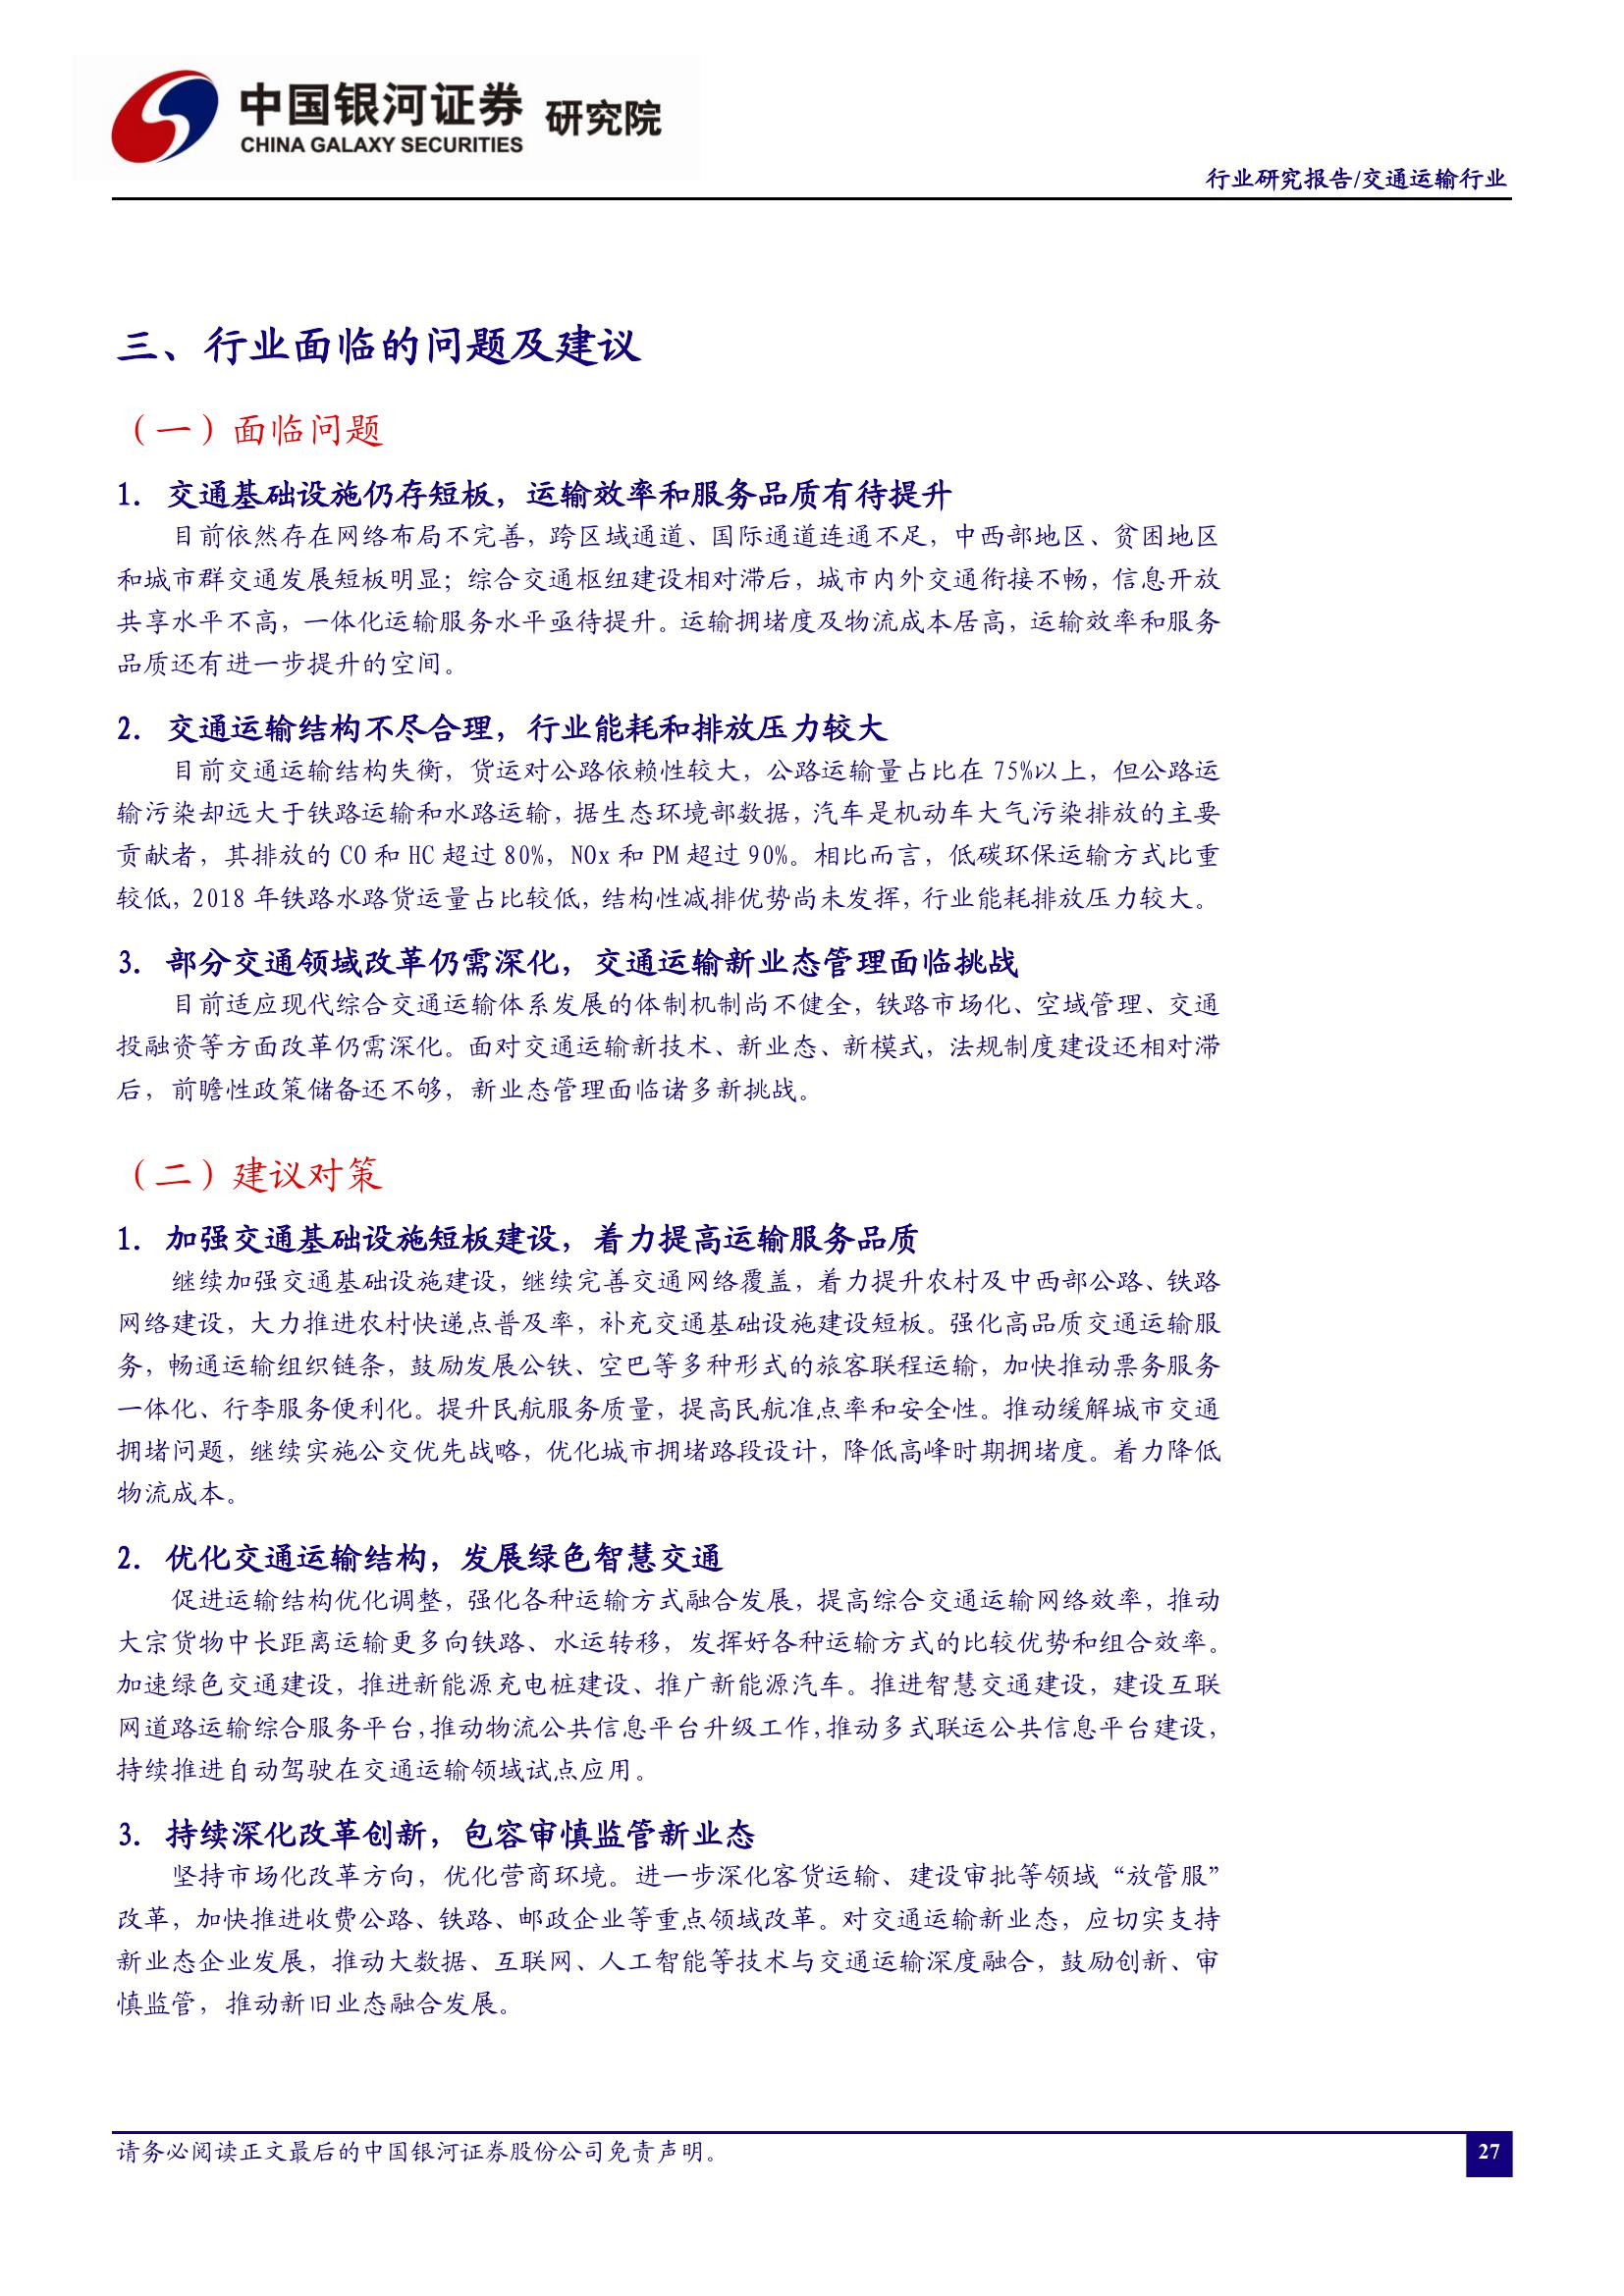 中国银河证券 研究院
CHINA GALAXY SECURITIES
行业研究报告/交通运输行业
三、行业面临的问题及建议
（一）面临问题
1. 交通基础设施仍存短板，运输效率和服务品质有待提升
目前依然存在网络布局不完善，跨区域通道、国际通道连通不足，中西部地区、贫困地区
和城市群交通发展短板明显；综合交通枢纽建设相对滞后，城市内外交通衔接不畅，信息开放
共享水平不高，一体化运输服务水平亟待提升。运输拥堵度及物流成本居高，运输效率和服务
品质还有进一步提升的空间。
2. 交通运输结构不尽合理，行业能耗和排放压力较大
目前交通运输结构失衡，货运对公路依赖性较大，公路运输量占比在 75%以上，但公路运
输污染却远大于铁路运输和水路运输，据生态环境部数据，汽车是机动车大气污染排放的主要
贡献者，其排放的 CO 和 HC 超过 80%，NOx 和 PM 超过 90%。相比而言，低碳环保运输方式比重
较低，2018 年铁路水路货运量占比较低，结构性减排优势尚未发挥，行业能耗排放压力较大。
3. 部分交通领域改革仍需深化，交通运输新业态管理面临挑战
目前适应现代综合交通运输体系发展的体制机制尚不健全，铁路市场化、空域管理、交通
投融资等方面改革仍需深化。面对交通运输新技术、新业态、新模式，法规制度建设还相对滞
后，前瞻性政策储备还不够，新业态管理面临诸多新挑战。
（二）建议对策
1. 加强交通基础设施短板建设，着力提高运输服务品质
继续加强交通基础设施建设，继续完善交通网络覆盖，着力提升农村及中西部公路、铁路
网络建设，大力推进农村快递点普及率，补充交通基础设施建设短板。强化高品质交通运输服
务，畅通运输组织链条，鼓励发展公铁、空巴等多种形式的旅客联程运输，加快推动票务服务
一体化、行李服务便利化。提升民航服务质量，提高民航准点率和安全性。推动缓解城市交通
拥堵问题，继续实施公交优先战略，优化城市拥堵路段设计，降低高峰时期拥堵度。着力降低
物流成本。
2. 优化交通运输结构，发展绿色智慧交通
促进运输结构优化调整，强化各种运输方式融合发展，提高综合交通运输网络效率，推动
大宗货物中长距离运输更多向铁路、水运转移，发挥好各种运输方式的比较优势和组合效率。
加速绿色交通建设，推进新能源充电桩建设、推广新能源汽车。推进智慧交通建设，建设互联
网道路运输综合服务平台，推动物流公共信息平台升级工作，推动多式联运公共信息平台建设，
持续推进自动驾驶在交通运输领域试点应用。
3. 持续深化改革创新，包容审慎监管新业态
坚持市场化改革方向，优化营商环境。进一步深化客货运输、建设审批等领域“放管服”
改革，加快推进收费公路、铁路、邮政企业等重点领域改革。对交通运输新业态，应切实支持
新业态企业发展，推动大数据、互联网、人工智能等技术与交通运输深度融合，鼓励创新、审
慎监管，推动新旧业态融合发展。
请务必阅读正文最后的中国银河证券股份公司免责声明。
27